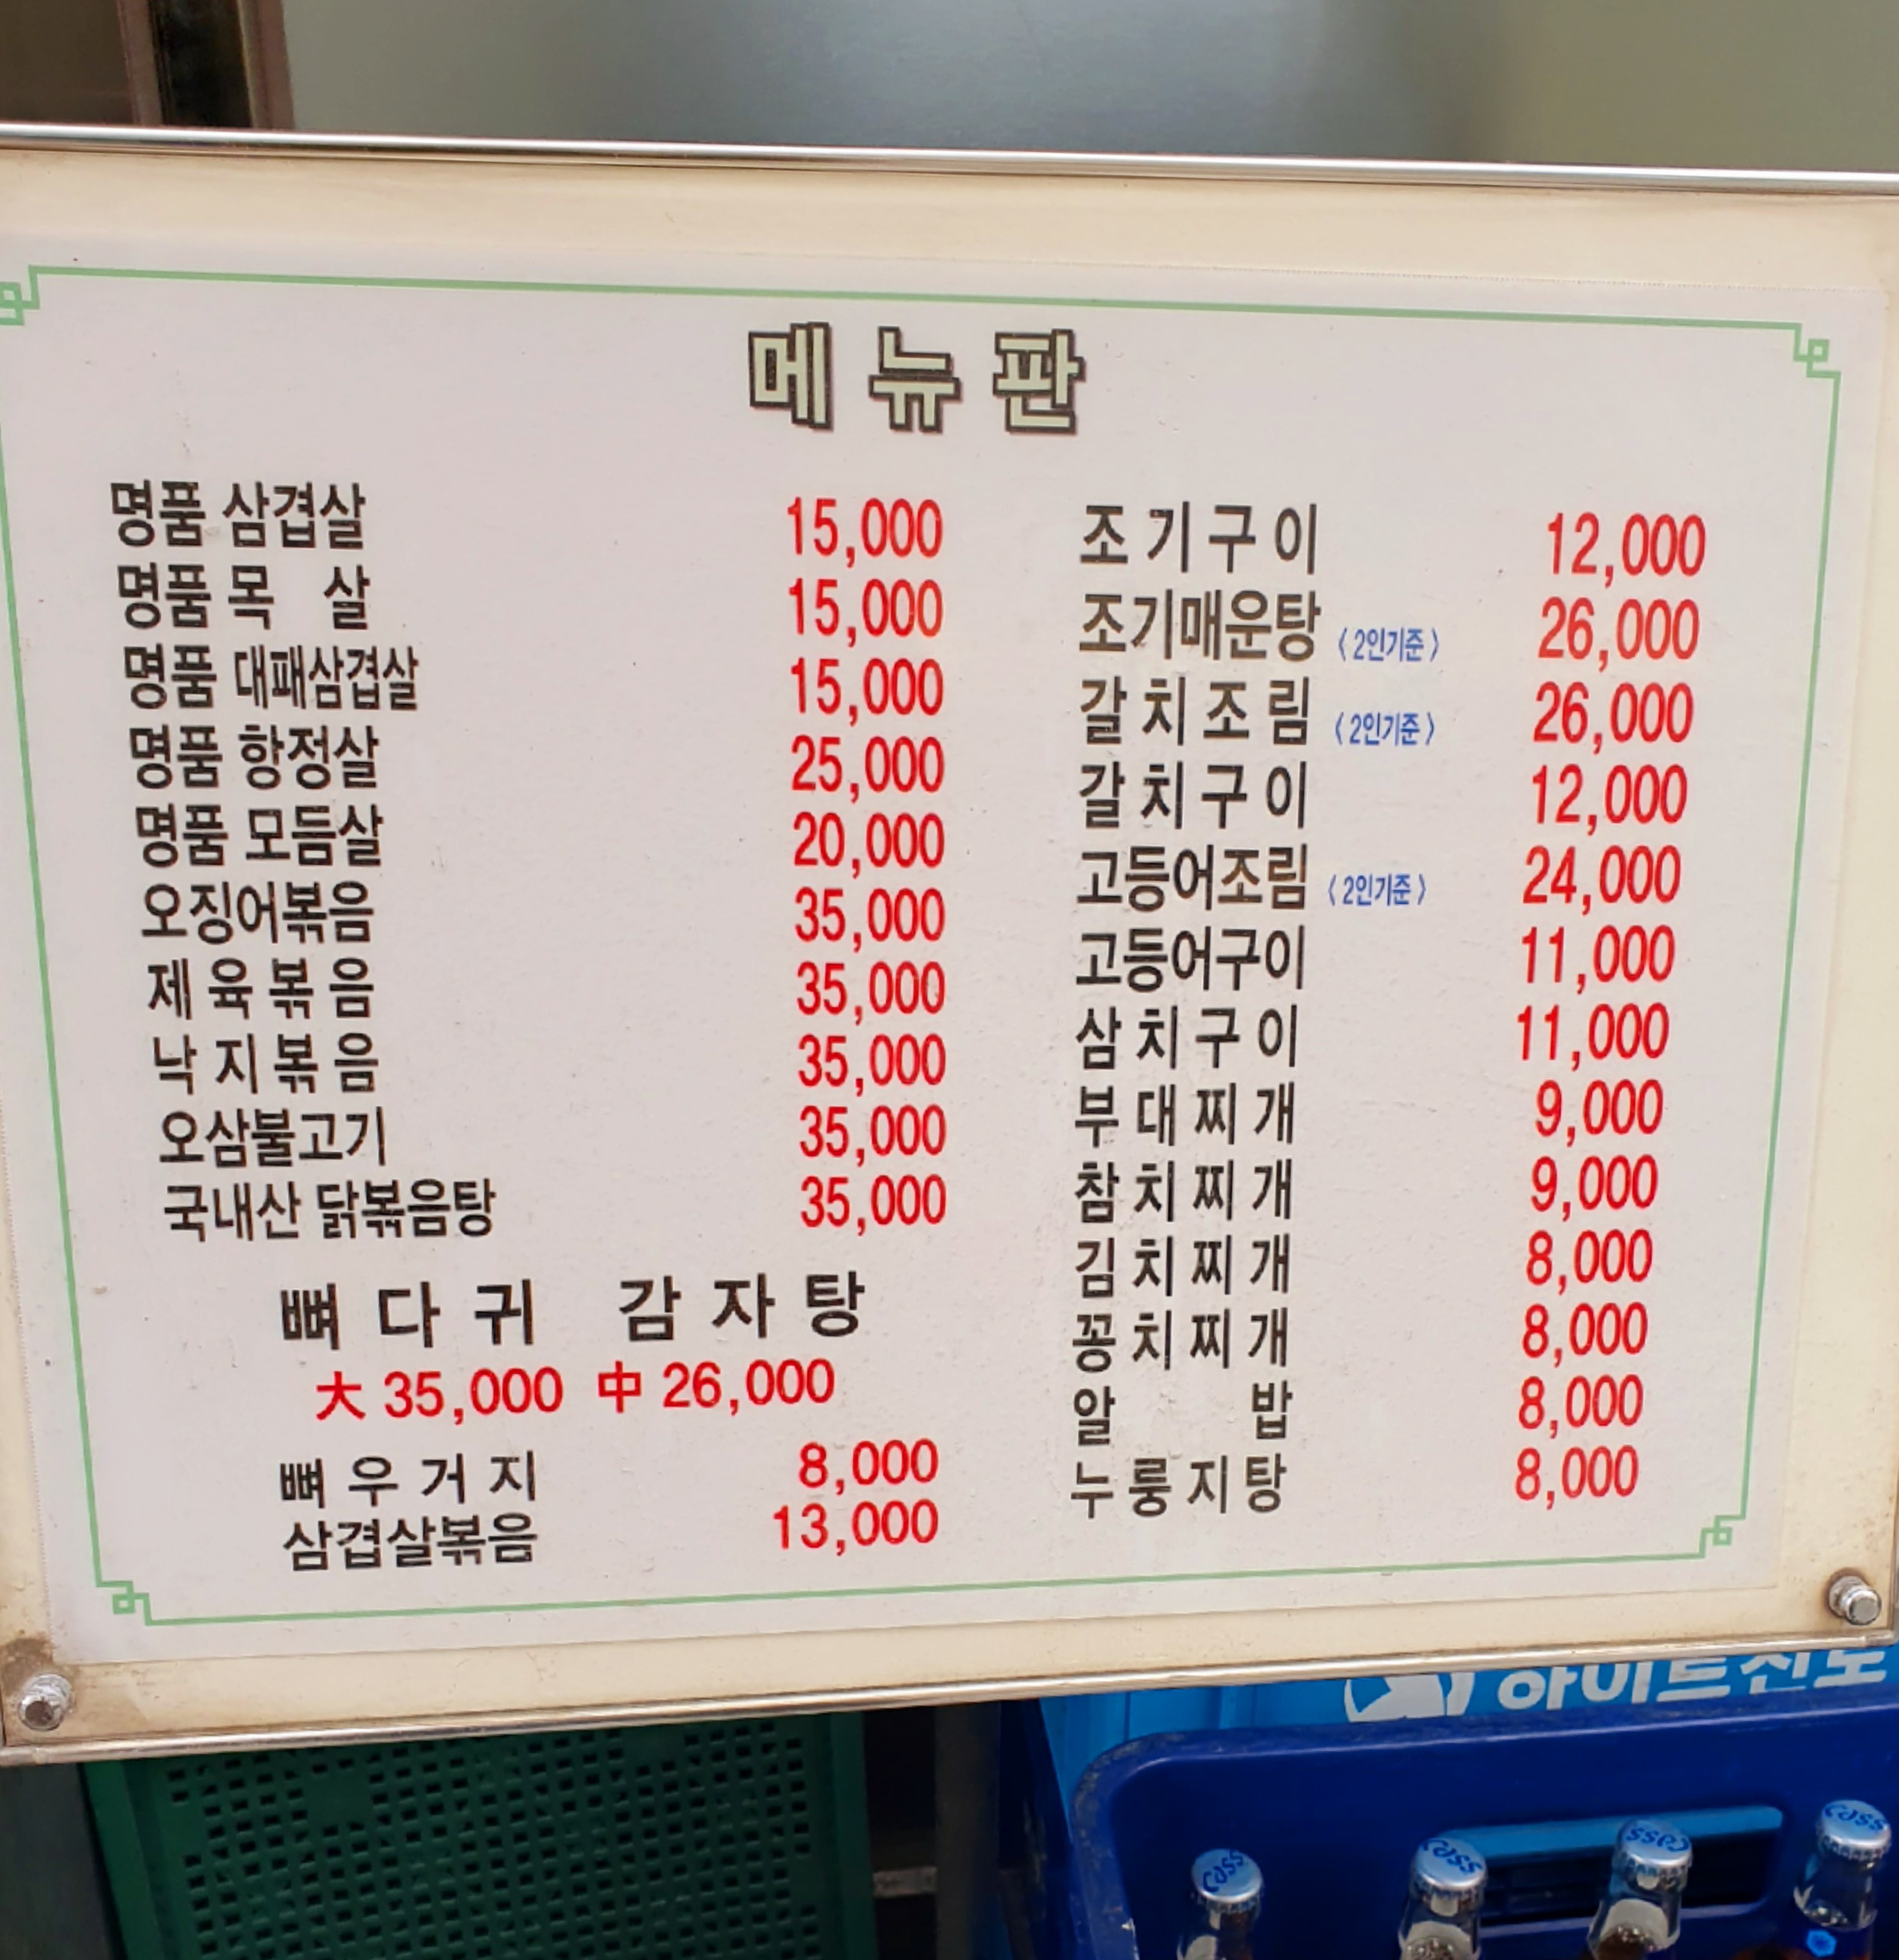 메뉴판
명품 삼겹살 15,000
명품 목 살 15,000
명품 대패삼겹살 15,000
명품 항정살 25,000
명품 모듬살 20,000
오징어볶음 35,000
제육볶음 35,000
낙지볶음 35,000
오삼불고기 35,000
국내산 닭볶음탕 35,000
뼈다귀 감자탕
大 35,000 中 26,000
뼈우거지 8,000
삼겹살볶음 13,000
조기구이 12,000
조기매운탕 〈2인기준〉 26,000
갈치조림 〈2인기준〉 26,000
갈치구이 12,000
고등어조림 〈2인기준〉 24,000
고등어구이 11,000
삼치구이 11,000
부대찌개 9,000
참치찌개 9,000
김치찌개 8,000
꽁치찌개 8,000
알 밥 8,000
누룽지탕 8,000
하이트진로
Cass
Cass
Cass
Cass